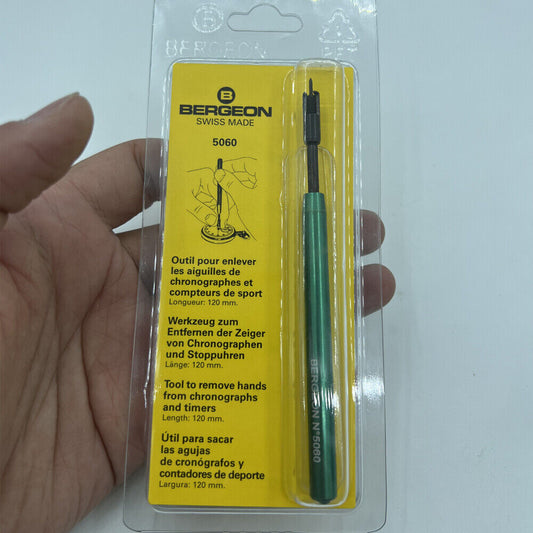 B
BERGEON
PET
B
BERGEON
SWISS MADE
5060
Outil pour enlever
les aiguilles de
chronographes et
compteurs de sport
Longueur: 120 mm.
Werkzeug zum
Entfernen der Zeiger
von Chronographen
und Stoppuhren
Länge: 120 mm.
Tool to remove hands
from chronographs
and timers
Length: 120 mm.
Útil para sacar
las agujas
de cronógrafos y
contadores de deporte
Largura: 120 mm.
BERGEON N°5060